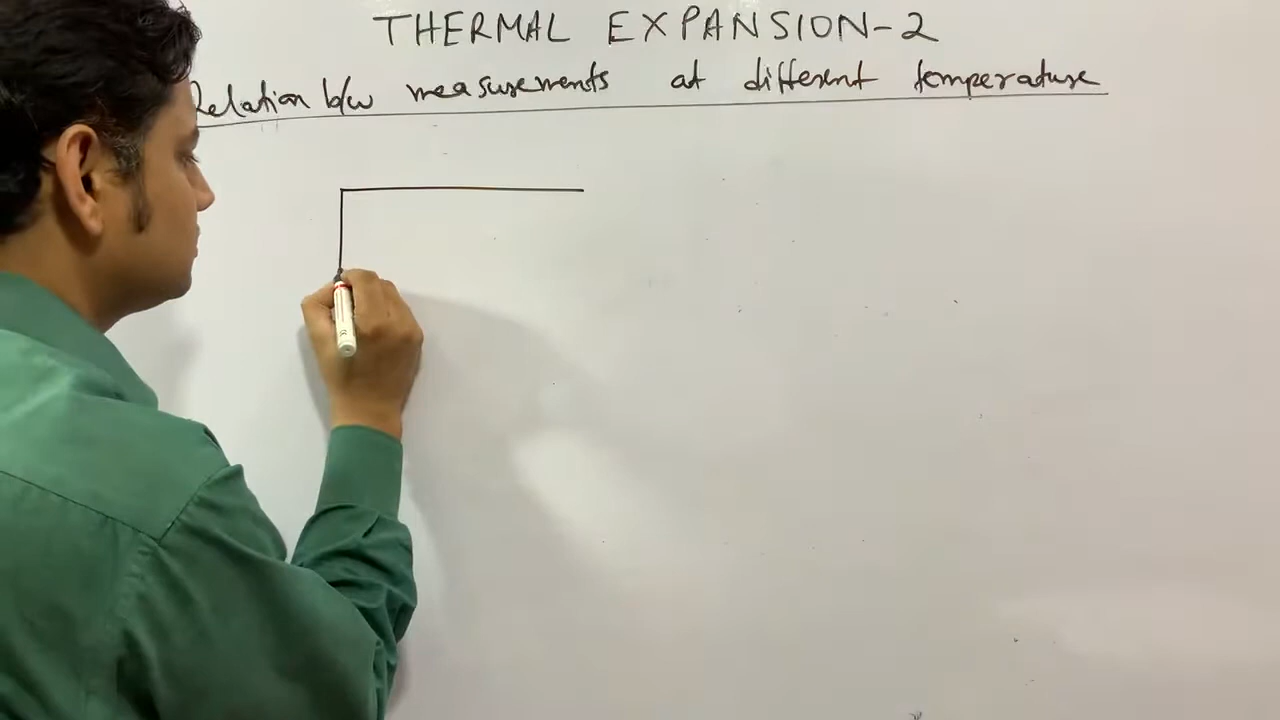 THERMAL EXPANSION-2
Relation b/w measurements at different temperature